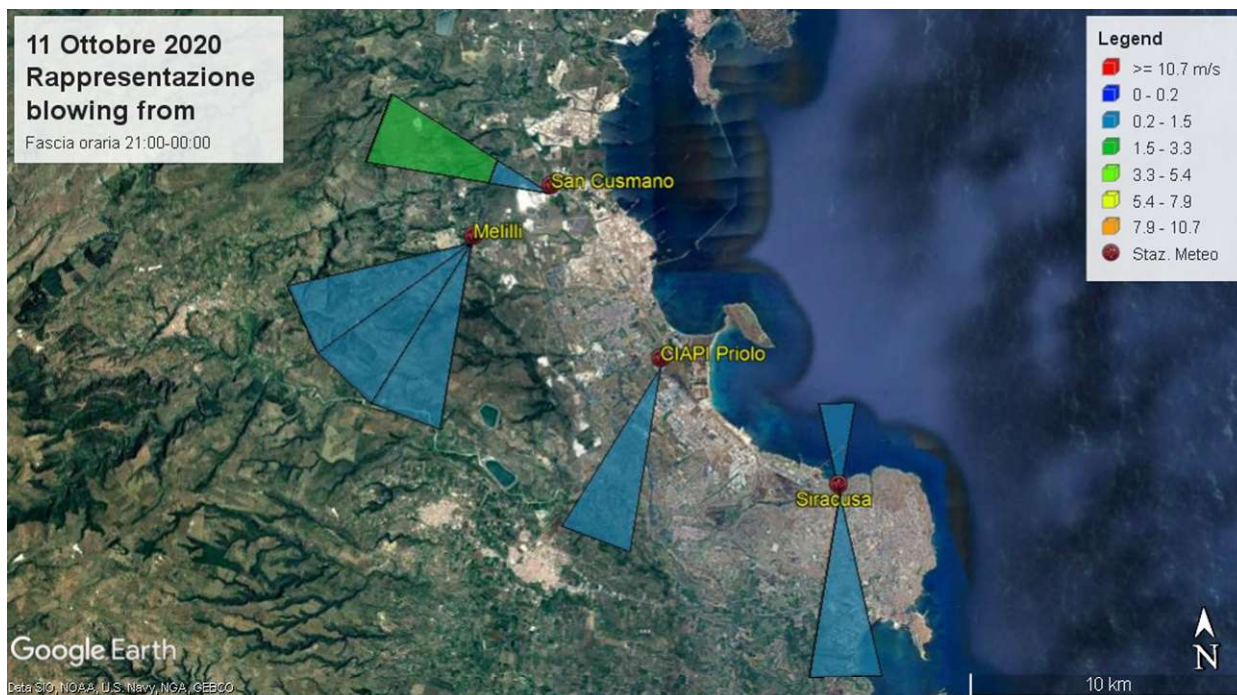 11 Ottobre 2020
Rappresentazione
blowing from
Fascia oraria 21:00-00:00
Legend
>= 10.7 m/s
0 - 0.2
0.2 - 1.5
1.5 - 3.3
3.3 - 5.4
5.4 - 7.9
7.9 - 10.7
Staz. Meteo
San Cusmano
Melilli
CIAPI Priolo
Siracusa
N
Google Earth
Data SIO, NOAA, U.S. Navy, NGA, GEBCO
10 km